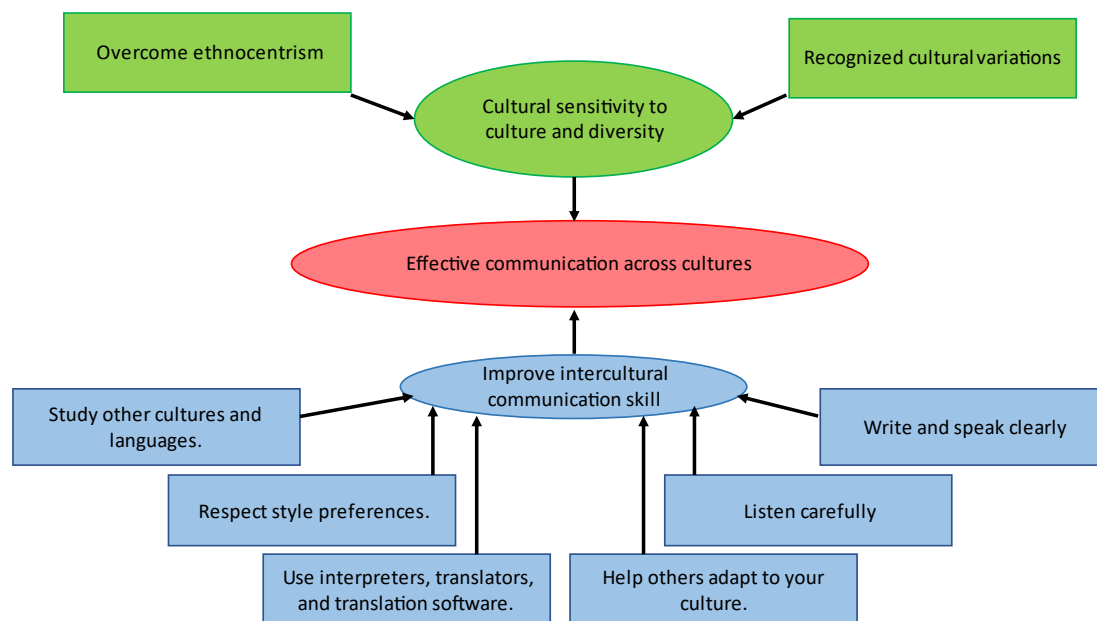 Overcome ethnocentrism
Recognized cultural variations
Cultural sensitivity to
culture and diversity
Effective communication across cultures
Improve intercultural
communication skill
Study other cultures and
languages.
Write and speak clearly
Respect style preferences.
Listen carefully
Use interpreters, translators,
and translation software.
Help others adapt to your
culture.